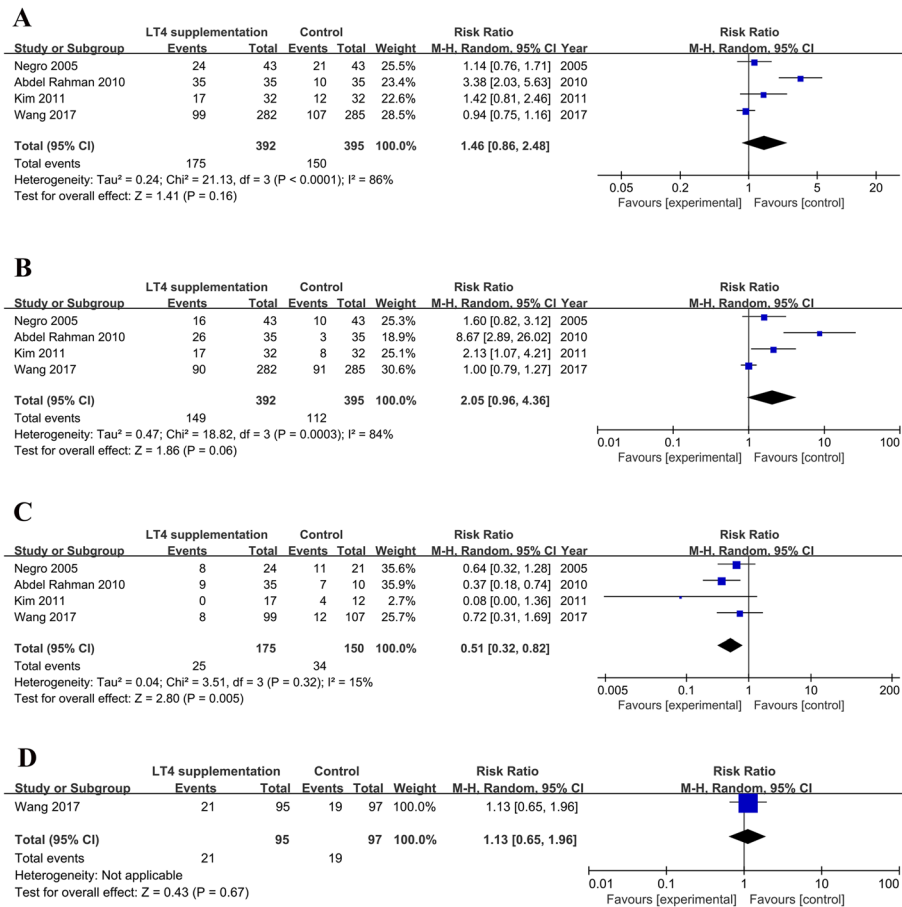 A
LT4 supplementation Control Risk Ratio Risk Ratio
Study or Subgroup Events Total Events Total Weight M-H, Random, 95% CI Year M-H, Random, 95% CI
Negro 2005 24 43 21 43 25.5% 1.14 [0.76, 1.71] 2005
Abdel Rahman 2010 35 35 10 35 23.4% 3.38 [2.03, 5.63] 2010
Kim 2011 17 32 12 32 22.6% 1.42 [0.81, 2.46] 2011
Wang 2017 99 282 107 285 28.5% 0.94 [0.75, 1.16] 2017
Total (95% CI) 392 395 100.0% 1.46 [0.86, 2.48]
Total events 175 150
Heterogeneity: Tau² = 0.24; Chi² = 21.13, df = 3 (P < 0.0001); I² = 86%
Test for overall effect: Z = 1.41 (P = 0.16)
0.05 0.2 1 5 20
Favours [experimental] Favours [control]
B
LT4 supplementation Control Risk Ratio Risk Ratio
Study or Subgroup Events Total Events Total Weight M-H, Random, 95% CI Year M-H, Random, 95% CI
Negro 2005 16 43 10 43 25.3% 1.60 [0.82, 3.12] 2005
Abdel Rahman 2010 26 35 3 35 18.9% 8.67 [2.89, 26.02] 2010
Kim 2011 17 32 8 32 25.1% 2.13 [1.07, 4.21] 2011
Wang 2017 90 282 91 285 30.6% 1.00 [0.79, 1.27] 2017
Total (95% CI) 392 395 100.0% 2.05 [0.96, 4.36]
Total events 149 112
Heterogeneity: Tau² = 0.47; Chi² = 18.82, df = 3 (P = 0.0003); I² = 84%
Test for overall effect: Z = 1.86 (P = 0.06)
0.01 0.1 1 10 100
Favours [experimental] Favours [control]
C
LT4 supplementation Control Risk Ratio Risk Ratio
Study or Subgroup Events Total Events Total Weight M-H, Random, 95% CI Year M-H, Random, 95% CI
Negro 2005 8 24 11 21 35.6% 0.64 [0.32, 1.28] 2005
Abdel Rahman 2010 9 35 7 10 35.9% 0.37 [0.18, 0.74] 2010
Kim 2011 0 17 4 12 2.7% 0.08 [0.00, 1.36] 2011
Wang 2017 8 99 12 107 25.7% 0.72 [0.31, 1.69] 2017
Total (95% CI) 175 150 100.0% 0.51 [0.32, 0.82]
Total events 25 34
Heterogeneity: Tau² = 0.04; Chi² = 3.51, df = 3 (P = 0.32); I² = 15%
Test for overall effect: Z = 2.80 (P = 0.005)
0.005 0.1 1 10 200
Favours [experimental] Favours [control]
D
LT4 supplementation Control Risk Ratio Risk Ratio
Study or Subgroup Events Total Events Total Weight M-H, Random, 95% CI M-H, Random, 95% CI
Wang 2017 21 95 19 97 100.0% 1.13 [0.65, 1.96]
Total (95% CI) 95 97 100.0% 1.13 [0.65, 1.96]
Total events 21 19
Heterogeneity: Not applicable
Test for overall effect: Z = 0.43 (P = 0.67)
0.01 0.1 1 10 100
Favours [experimental] Favours [control]